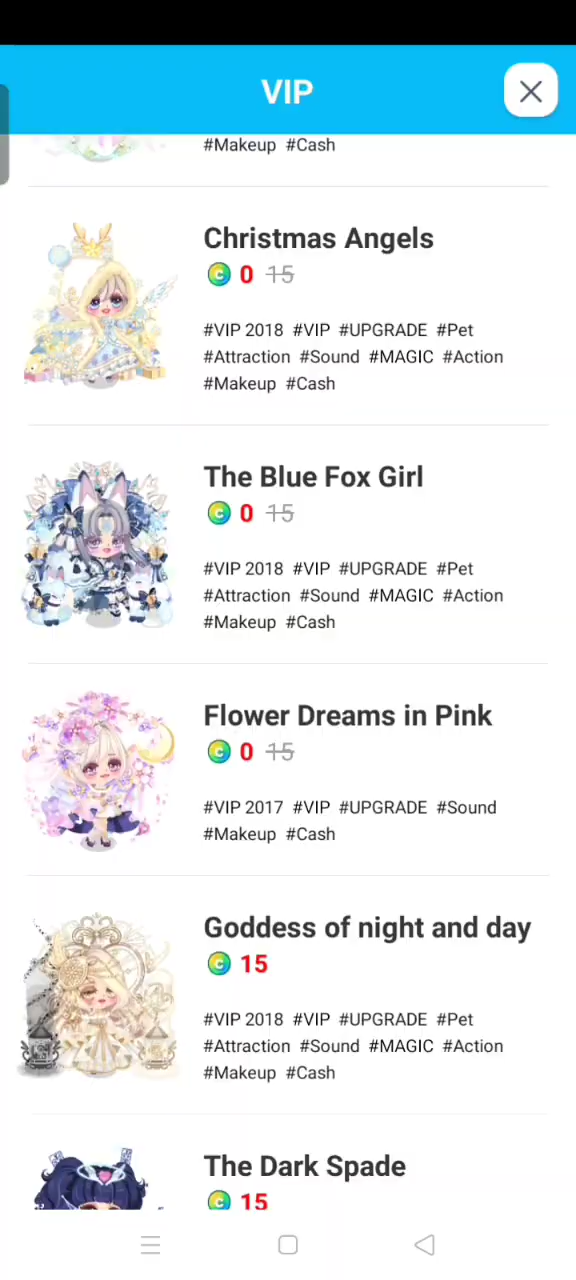 VIP
#Makeup #Cash
Christmas Angels
C 0 15
#VIP 2018 #VIP #UPGRADE #Pet
#Attraction #Sound #MAGIC #Action
#Makeup #Cash
The Blue Fox Girl
C 0 15
#VIP 2018 #VIP #UPGRADE #Pet
#Attraction #Sound #MAGIC #Action
#Makeup #Cash
Flower Dreams in Pink
C 0 15
#VIP 2017 #VIP #UPGRADE #Sound
#Makeup #Cash
Goddess of night and day
C 15
#VIP 2018 #VIP #UPGRADE #Pet
#Attraction #Sound #MAGIC #Action
#Makeup #Cash
The Dark Spade
C 15